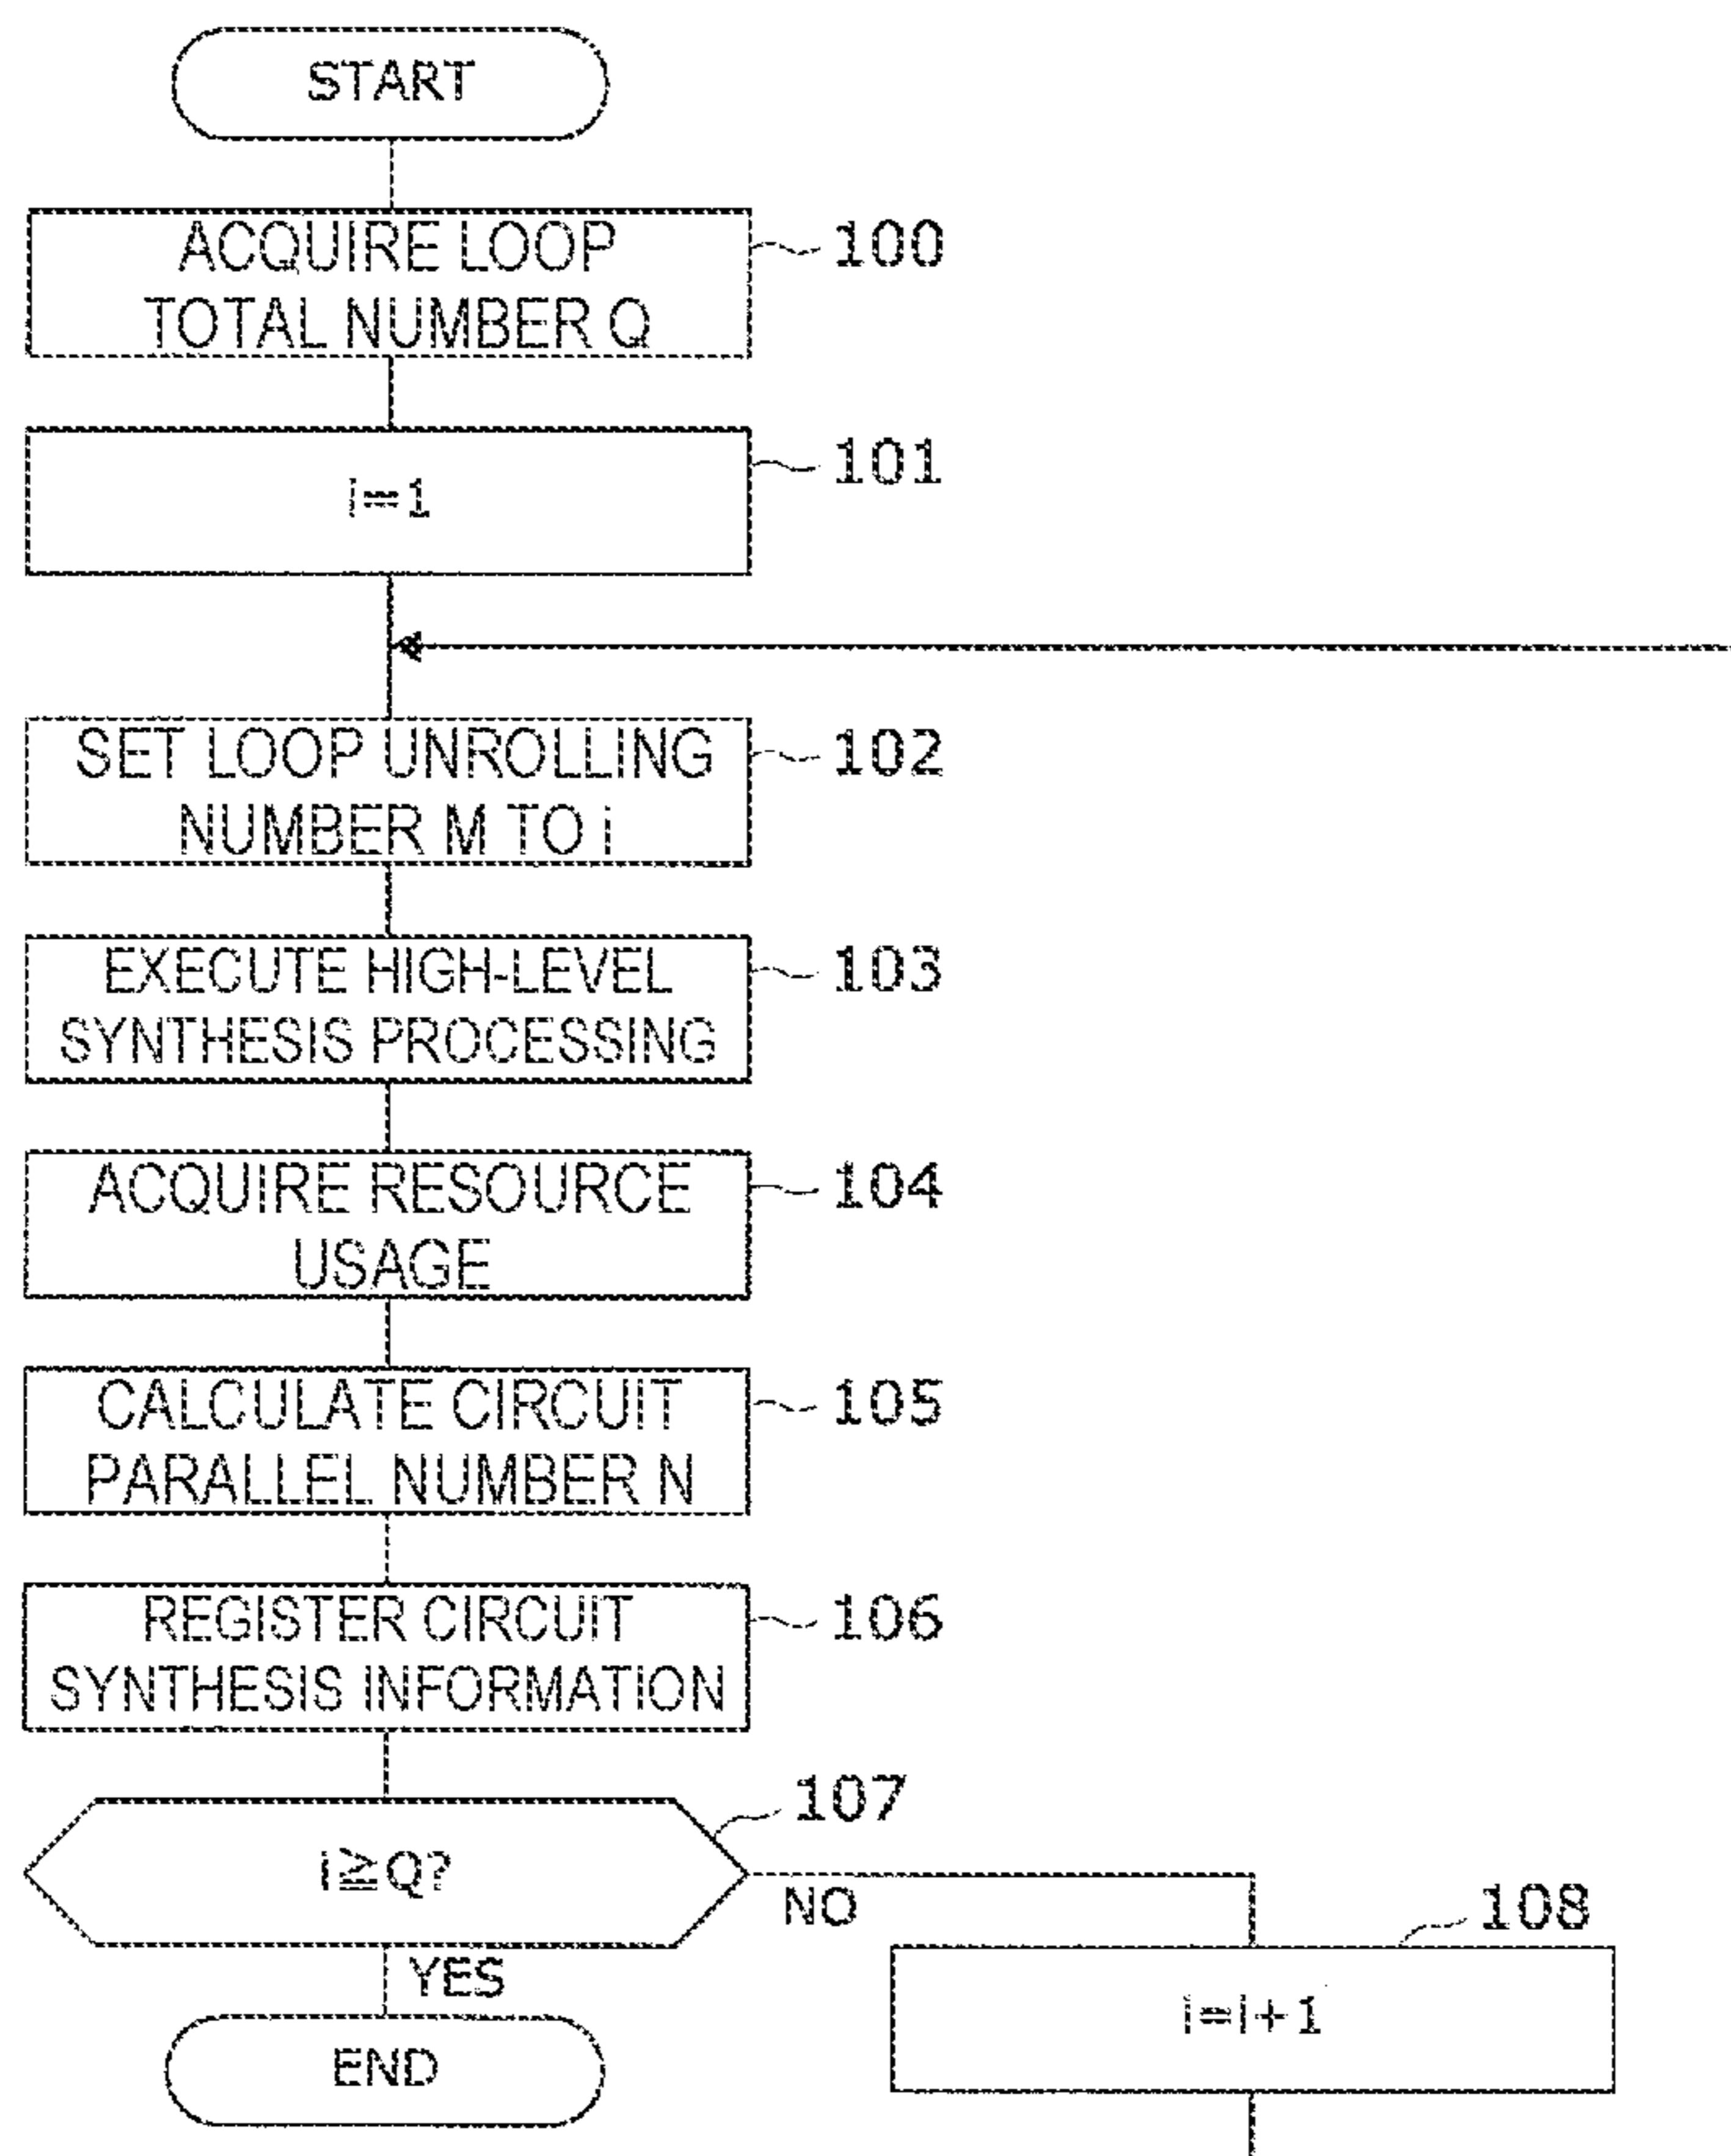 START
ACQUIRE LOOP
TOTAL NUMBER Q
100
i=1
101
SET LOOP UNROLLING
NUMBER M TO i
102
EXECUTE HIGH-LEVEL
SYNTHESIS PROCESSING
103
ACQUIRE RESOURCE
USAGE
104
CALCULATE CIRCUIT
PARALLEL NUMBER N
105
REGISTER CIRCUIT
SYNTHESIS INFORMATION
106
107
i≧Q?
NO
YES
108
i=i+1
END